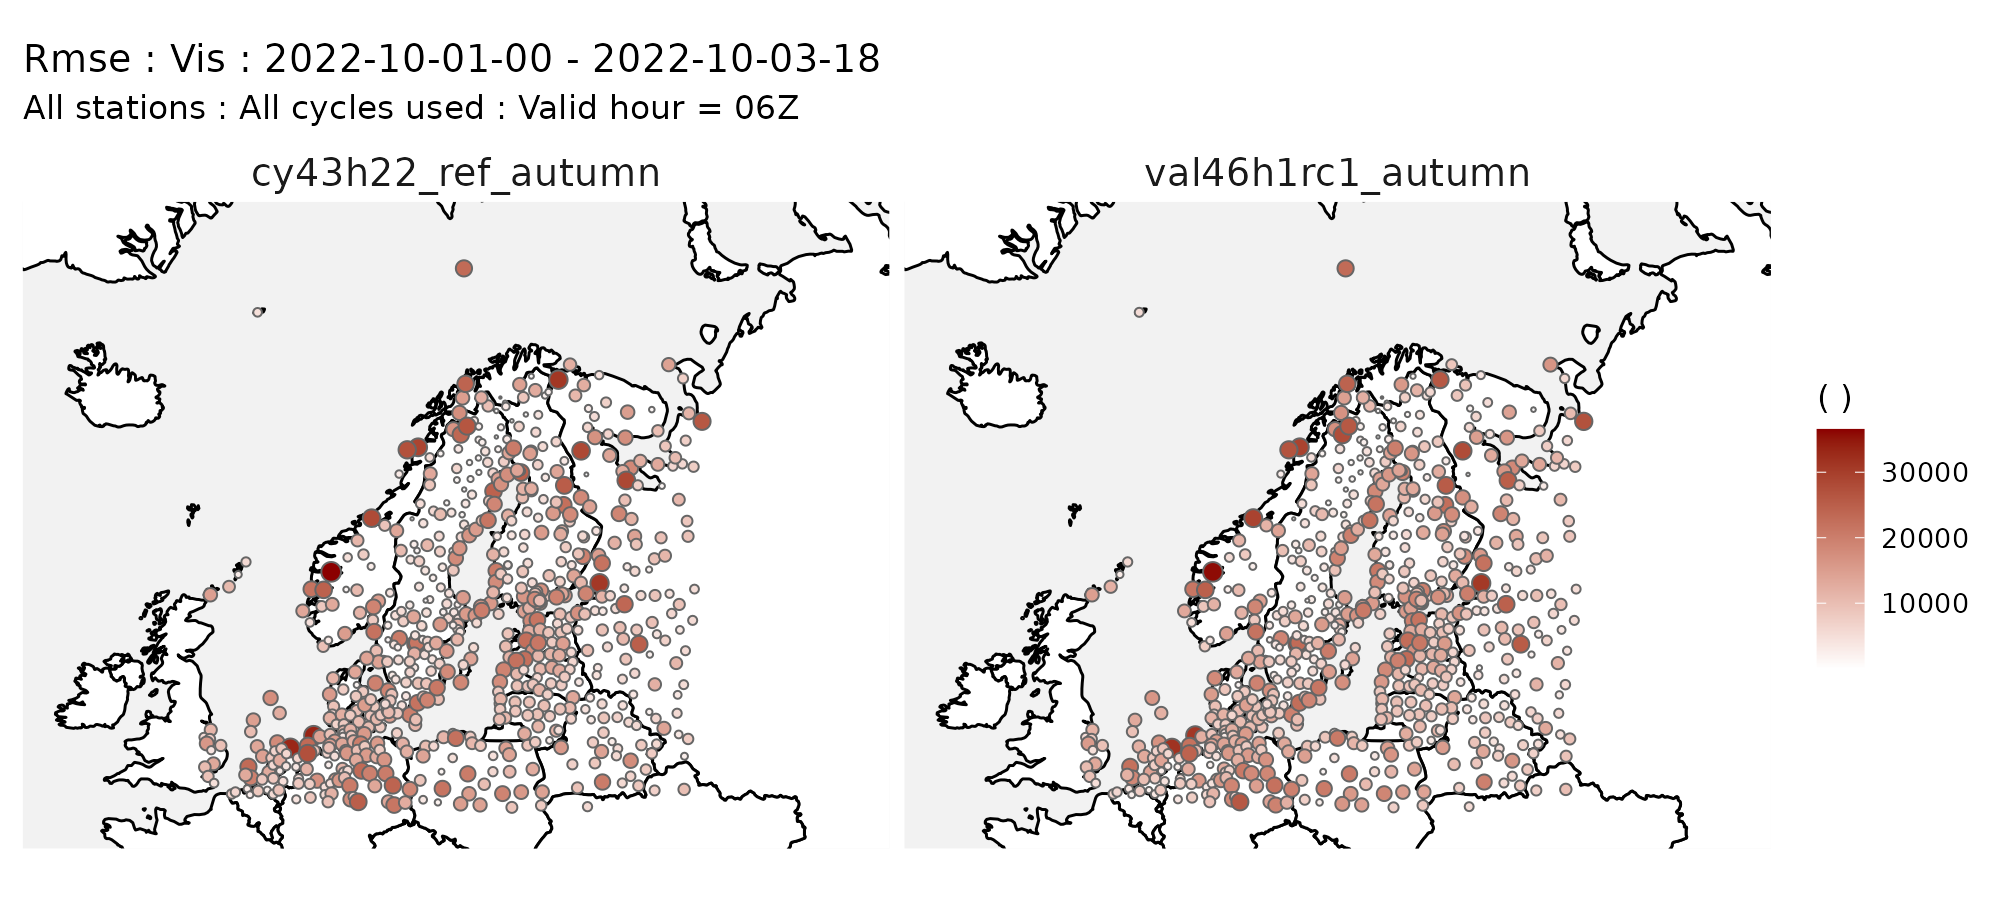 Rmse : Vis : 2022-10-01-00 - 2022-10-03-18
All stations : All cycles used : Valid hour = 06Z
cy43h22_ref_autumn
val46h1rc1_autumn
( )
30000
20000
10000